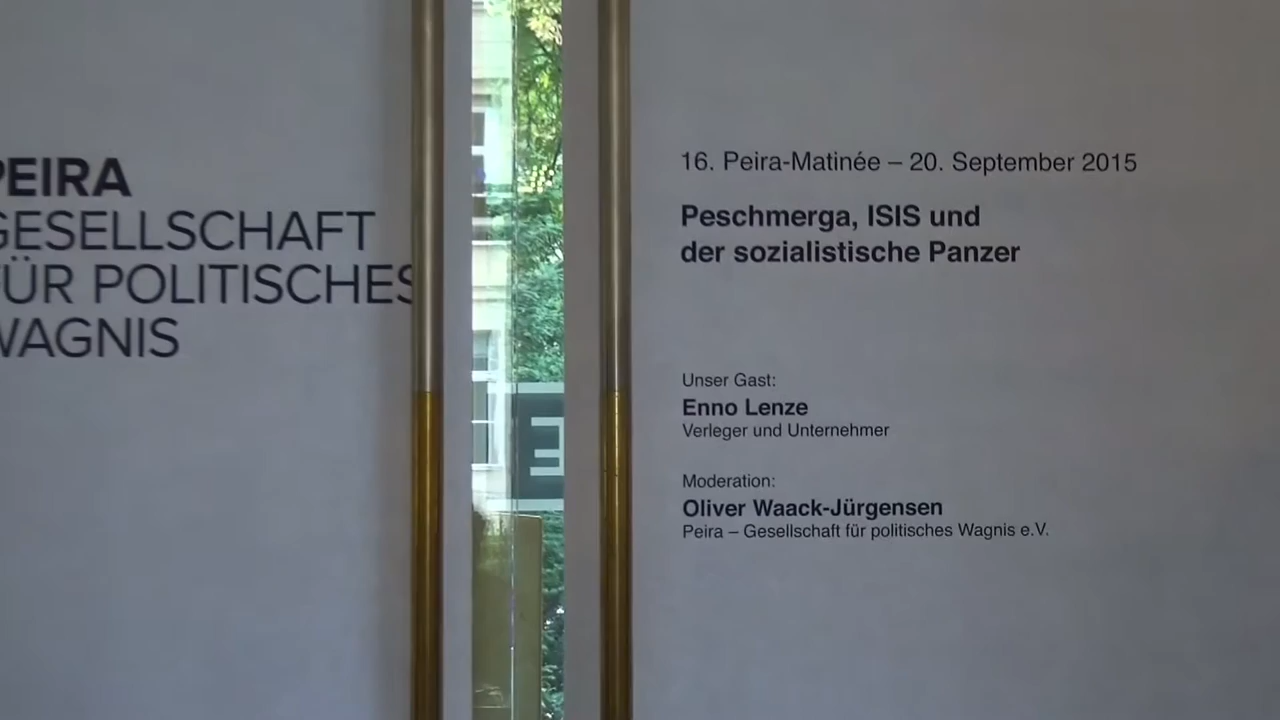 PEIRA
GESELLSCHAFT
FÜR POLITISCHES
WAGNIS
16. Peira-Matinée – 20. September 2015
Peschmerga, ISIS und
der sozialistische Panzer
Unser Gast:
Enno Lenze
Verleger und Unternehmer
Moderation:
Oliver Waack-Jürgensen
Peira – Gesellschaft für politisches Wagnis e.V.